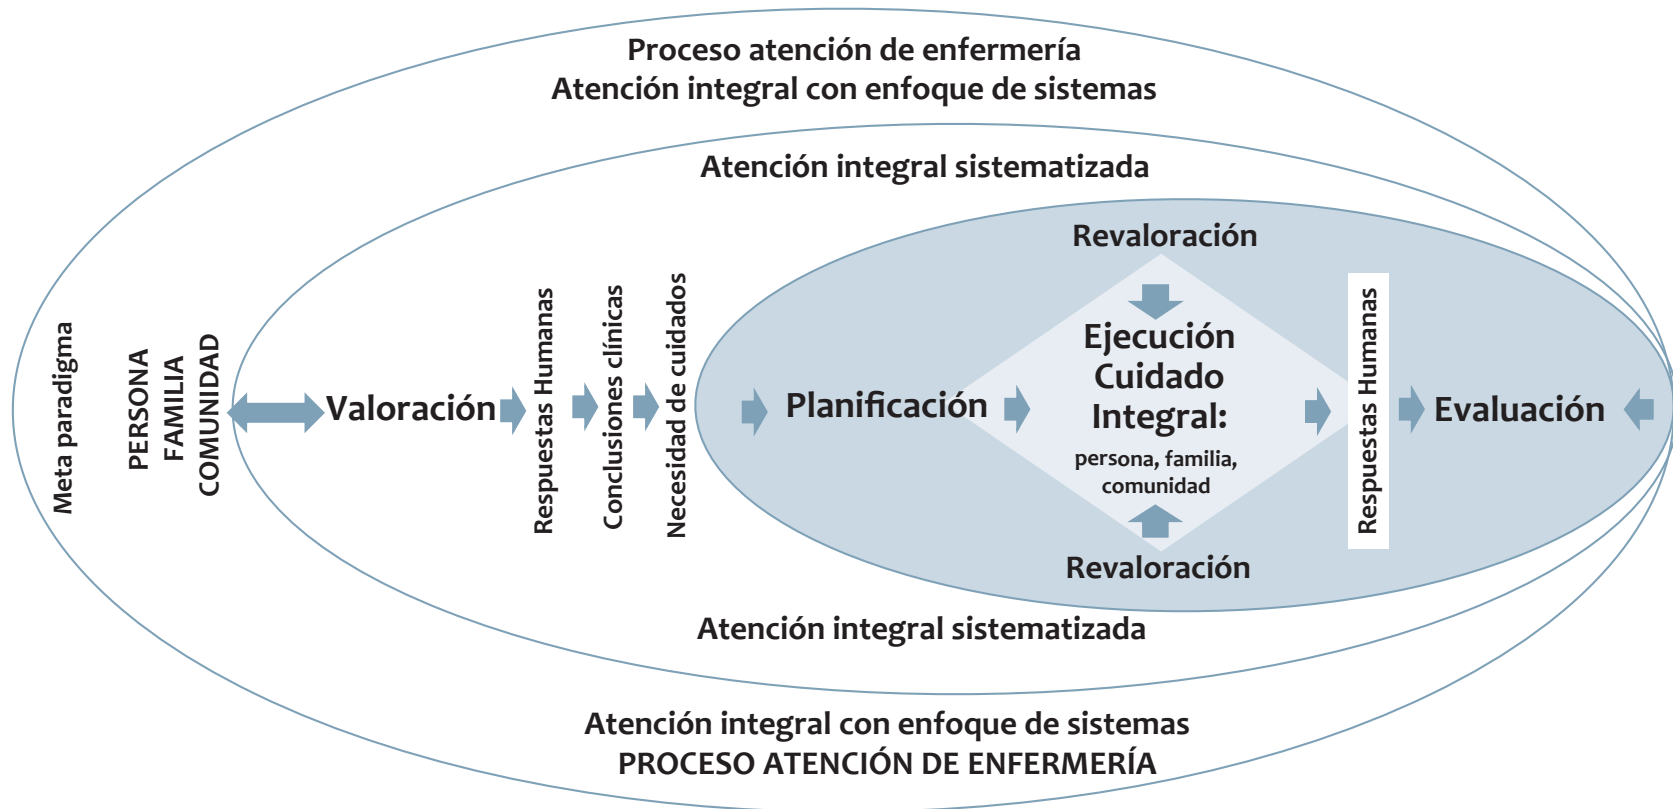 Proceso atención de enfermería
Atención integral con enfoque de sistemas
Atención integral sistematizada
Meta paradigma
PERSONA
FAMILIA
COMUNIDAD
Valoración
Respuestas Humanas
Conclusiones clínicas
Necesidad de cuidados
Planificación
Revaloración
Ejecución
Cuidado
Integral:
persona, familia,
comunidad
Revaloración
Respuestas Humanas
Evaluación
Atención integral sistematizada
Atención integral con enfoque de sistemas
PROCESO ATENCIÓN DE ENFERMERÍA